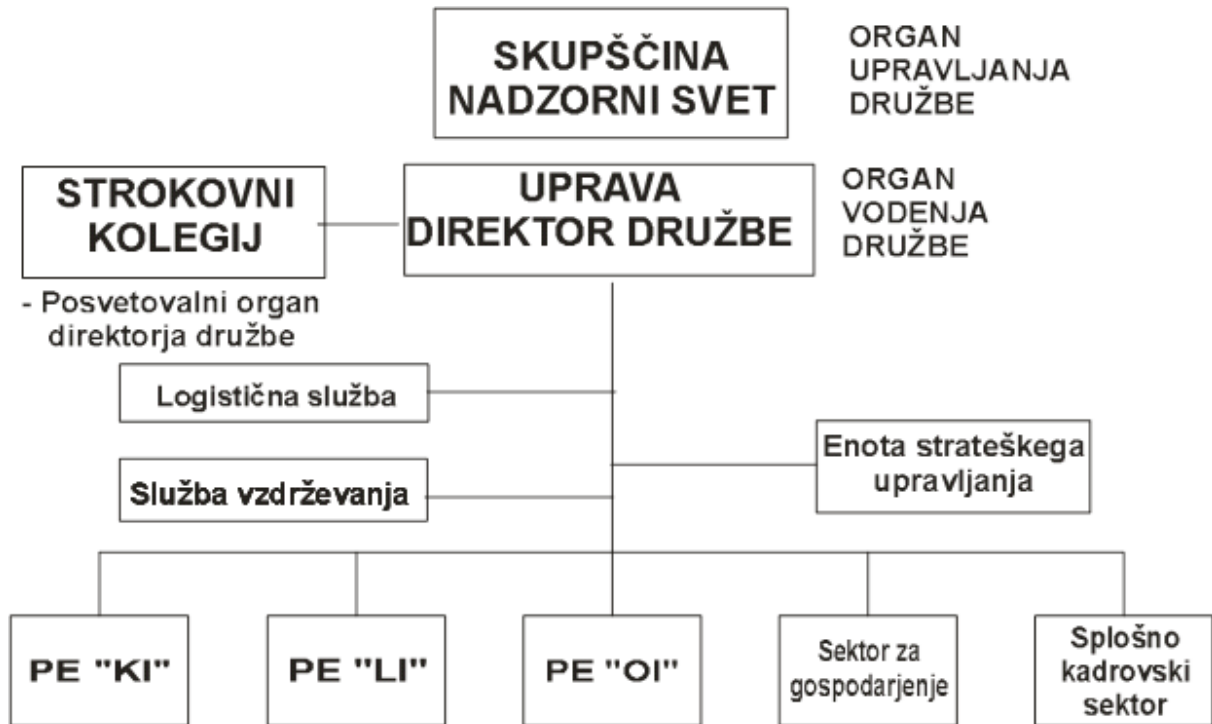 SKUPŠČINA
NADZORNI SVET
ORGAN
UPRAVLJANJA
DRUŽBE
STROKOVNI
KOLEGIJ
UPRAVA
DIREKTOR DRUŽBE
ORGAN
VODENJA
DRUŽBE
- Posvetovalni organ
direktorja družbe
Logistična služba
Enota strateškega
upravljanja
Služba vzdrževanja
PE "KI"
PE "LI"
PE "OI"
Sektor za
gospodarjenje
Splošno
kadrovski
sektor